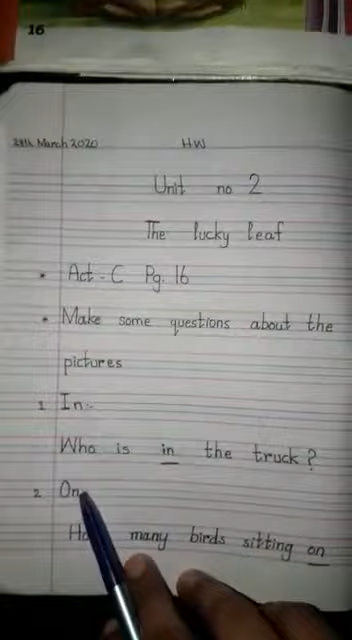 16
28th March 2020 HW
Unit no 2
The lucky leaf
• Act - C Pg. 16
• Make some questions about the
pictures
1 In:-
Who is in the truck?
2 On
many birds sitting on